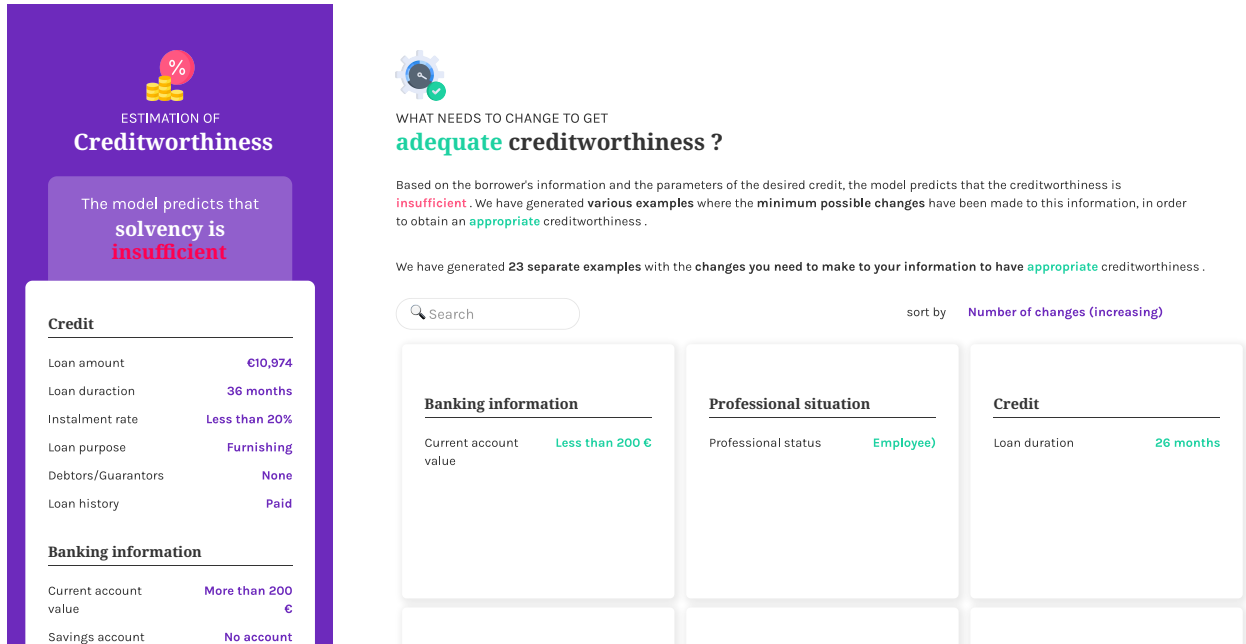 %
ESTIMATION OF
Creditworthiness
The model predicts that
solvency is
insufficient
Credit
Loan amount €10,974
Loan duraction 36 months
Instalment rate Less than 20%
Loan purpose Furnishing
Debtors/Guarantors None
Loan history Paid
Banking information
Current account More than 200
value €
Savings account No account
WHAT NEEDS TO CHANGE TO GET
adequate creditworthiness ?
Based on the borrower's information and the parameters of the desired credit, the model predicts that the creditworthiness is
insufficient . We have generated various examples where the minimum possible changes have been made to this information, in order
to obtain an appropriate creditworthiness .
We have generated 23 separate examples with the changes you need to make to your information to have appropriate creditworthiness .
Search
sort by Number of changes (increasing)
Banking information
Current account Less than 200 €
value
Professional situation
Professional status Employee)
Credit
Loan duration 26 months